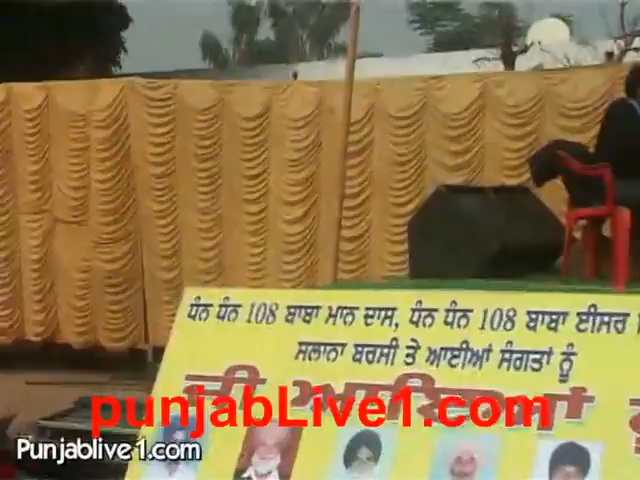 ਧੰਨ ਧੰਨ 108 ਬਾਬਾ ਮਾਨ ਦਾਸ, ਧੰਨ ਧੰਨ 108 ਬਾਬਾ ਈਸਰ
ਸਲਾਨਾ ਬਰਸੀ ਤੇ ਆਈਆਂ ਸੰਗਤਾਂ ਨੂੰ
punjabLive1.com
Punjablive1.com